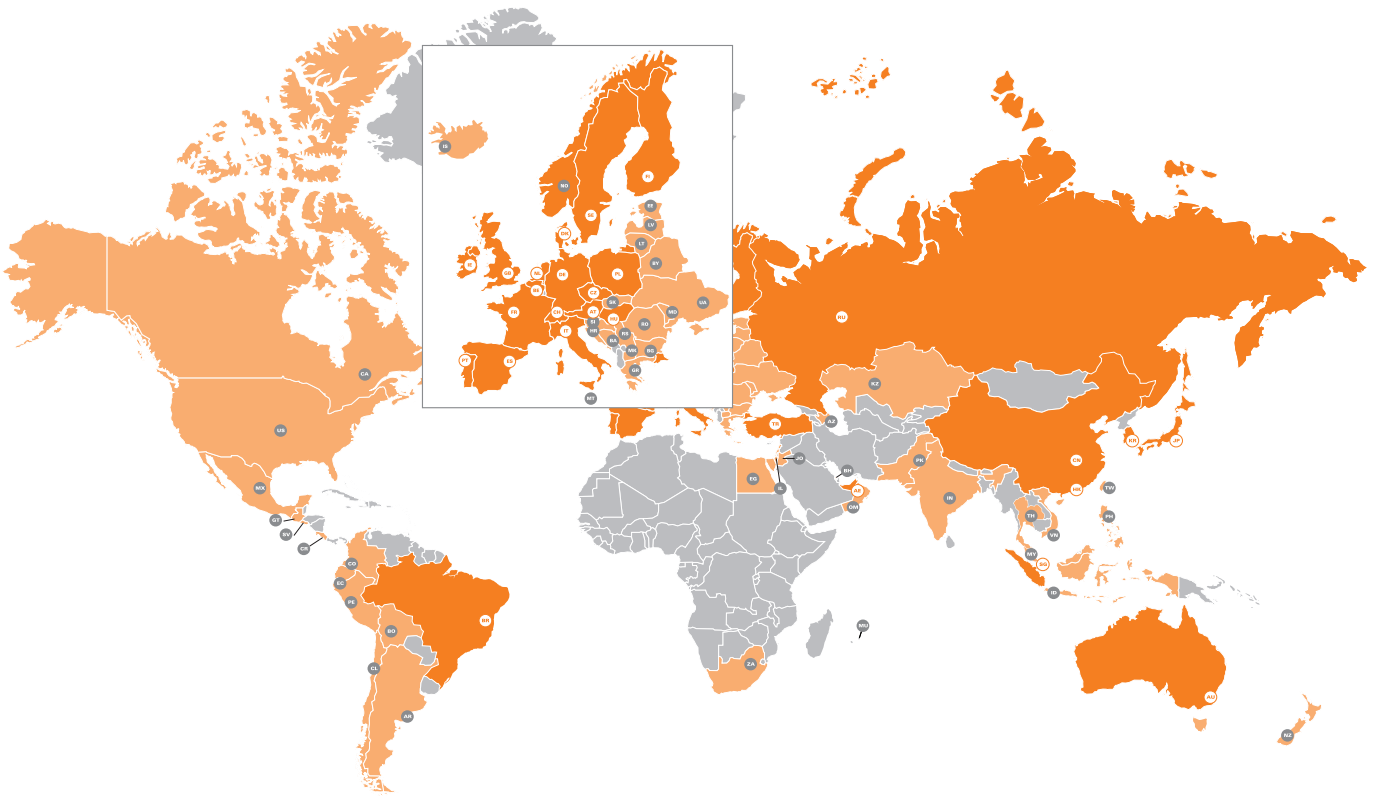 IS
NO
FI
SE
EE
LV
DK
LT
IE
GB
NL
DE
PL
BY
BE
CZ
SK
UA
FR
CH
AT
HU
MD
SI
RO
IT
HR
RS
BA
PT
ES
MK
BG
GR
MT
RU
CA
KZ
US
TR
AZ
KR
JP
JO
CN
PK
BH
MX
EG
IL
AE
HK
TW
IN
OM
GT
TH
PH
SV
VN
CR
MY
CO
SG
EC
ID
PE
BR
MU
BO
ZA
CL
AU
AR
NZ